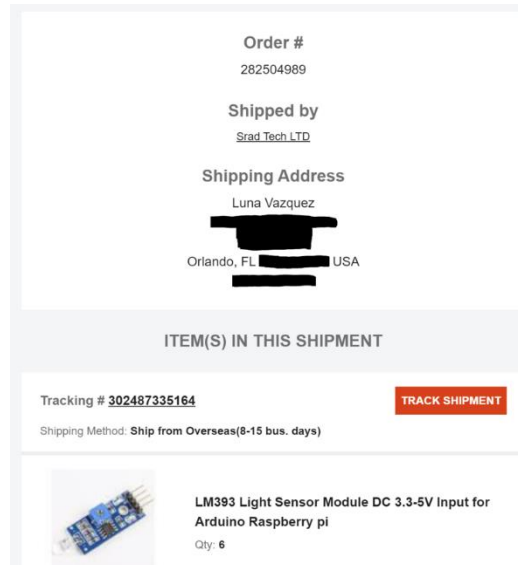 Order #
282504989
Shipped by
Srad Tech LTD
Shipping Address
Luna Vazquez
Orlando, FL USA
ITEM(S) IN THIS SHIPMENT
Tracking # 302487335164
TRACK SHIPMENT
Shipping Method: Ship from Overseas(8-15 bus. days)
LM393 Light Sensor Module DC 3.3-5V Input for
Arduino Raspberry pi
Qty: 6